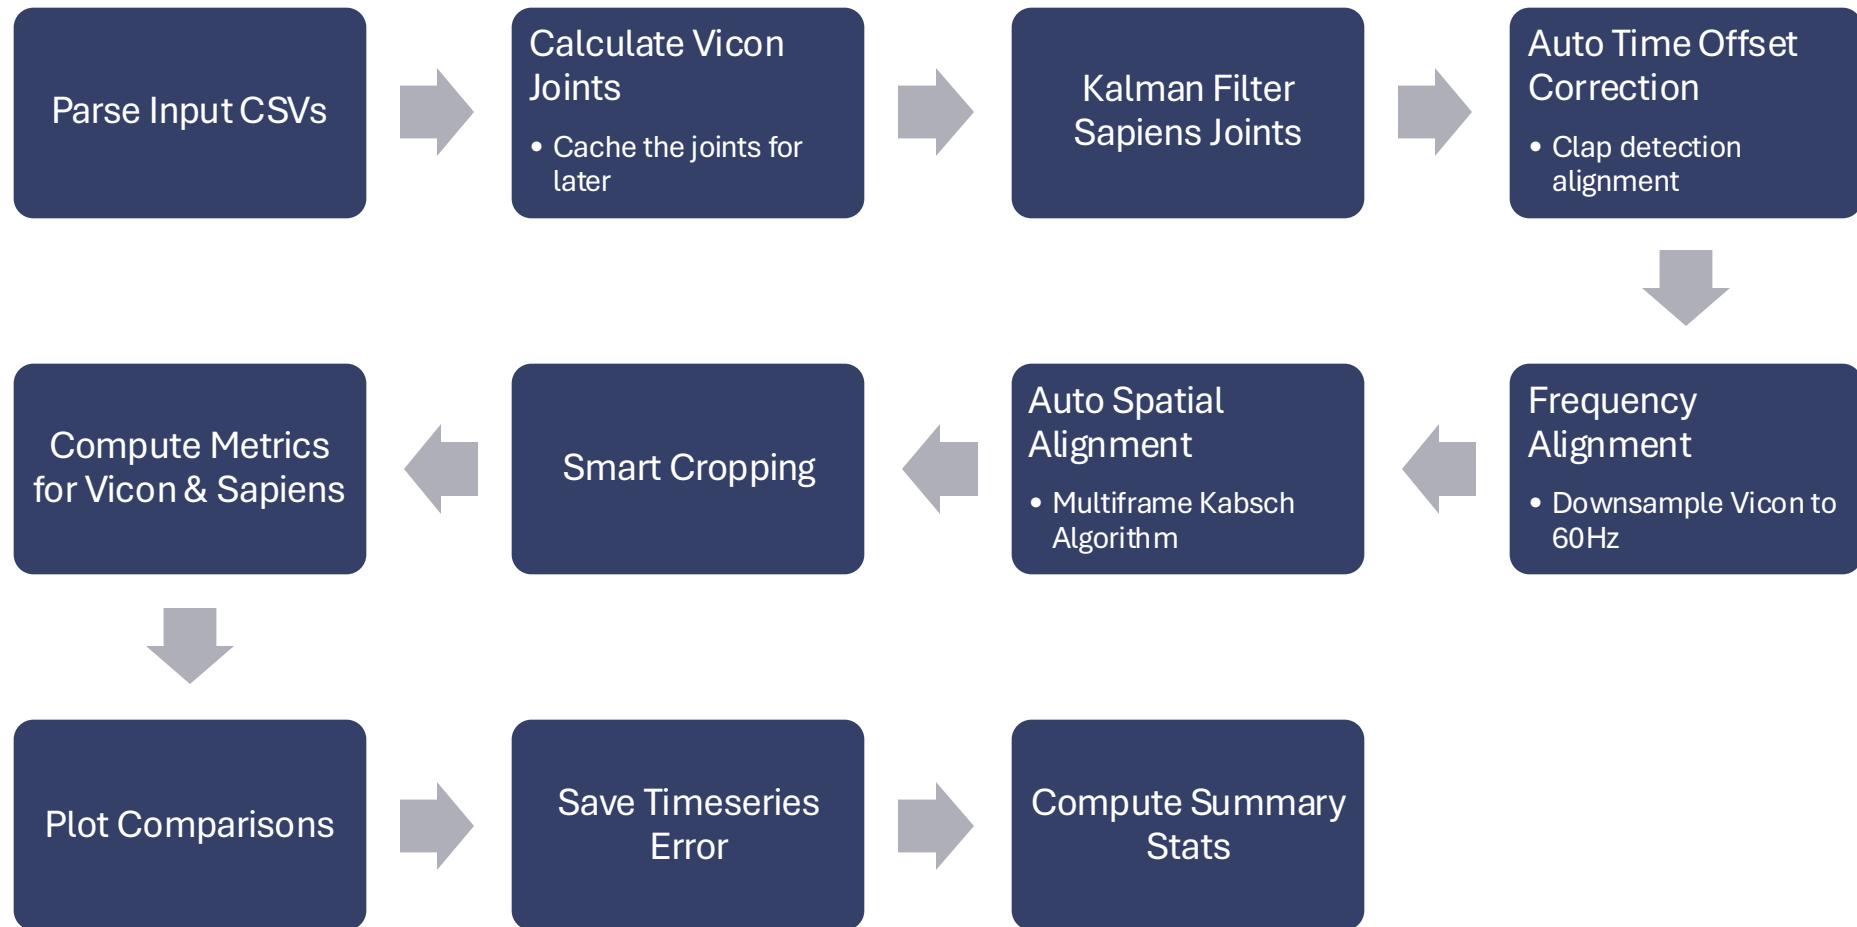 Parse Input CSVs
Calculate Vicon
Joints
• Cache the joints for
later
Kalman Filter
Sapiens Joints
Auto Time Offset
Correction
• Clap detection
alignment
Frequency
Alignment
• Downsample Vicon to
60Hz
Auto Spatial
Alignment
• Multiframe Kabsch
Algorithm
Smart Cropping
Compute Metrics
for Vicon & Sapiens
Plot Comparisons
Save Timeseries
Error
Compute Summary
Stats